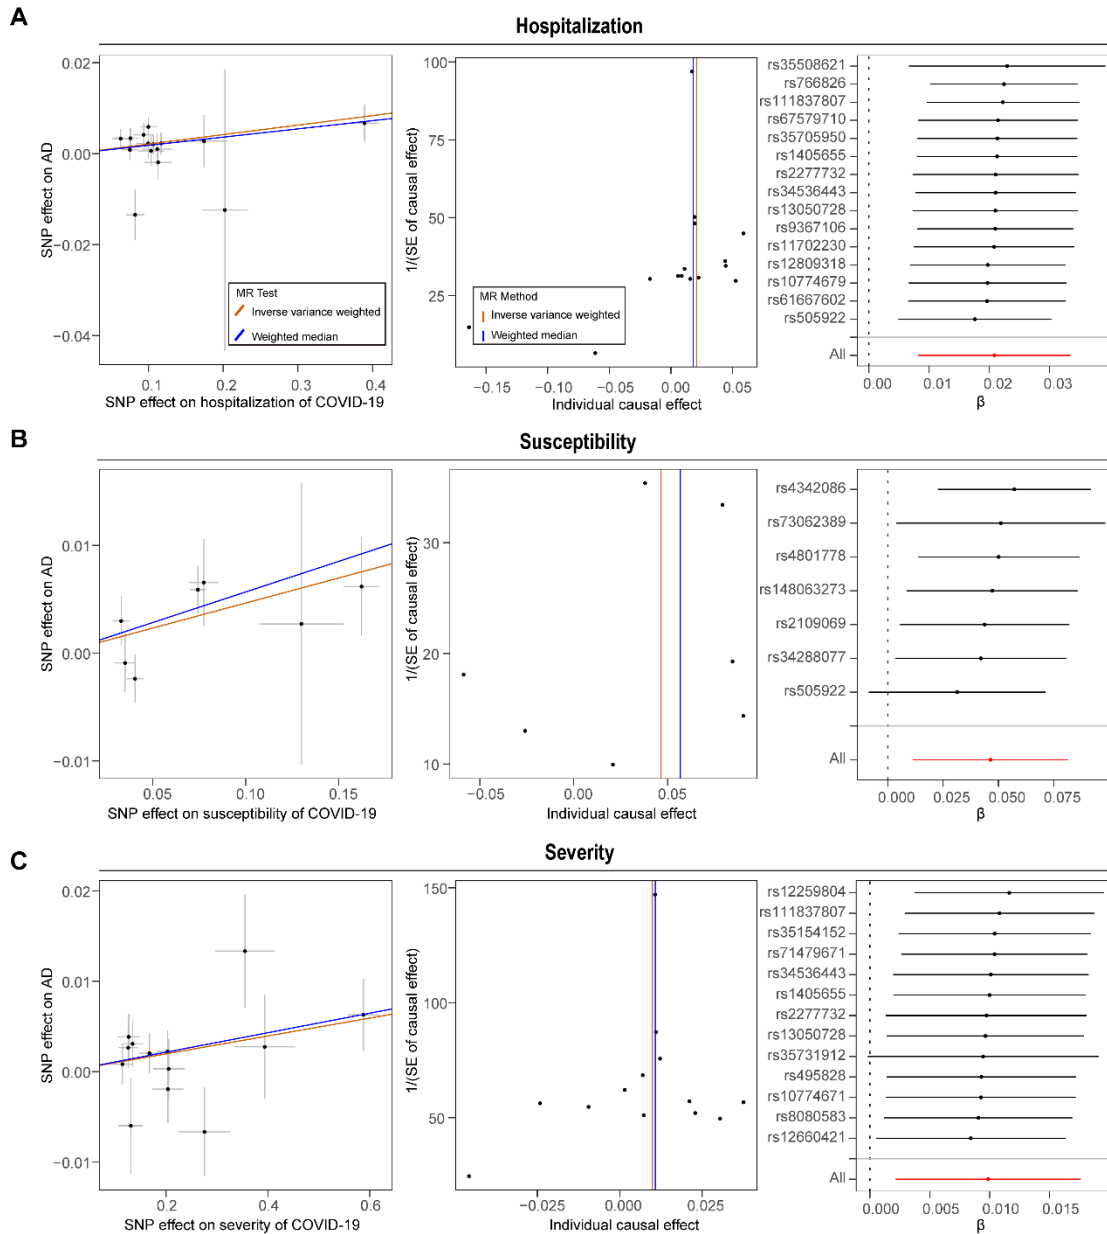 A
Hospitalization
0.02
0.00
−0.02
−0.04
SNP effect on AD
MR Test
Inverse variance weighted
Weighted median
0.1
0.2
0.3
0.4
SNP effect on hospitalization of COVID-19
100
75
50
25
1/(SE of causal effect)
MR Method
Inverse variance weighted
Weighted median
−0.15
−0.10
−0.05
0.00
0.05
Individual causal effect
rs35508621
rs766826
rs111837807
rs67579710
rs35705950
rs1405655
rs2277732
rs34536443
rs13050728
rs9367106
rs11702230
rs12809318
rs10774679
rs61667602
rs505922
All
0.00
0.01
0.02
0.03
β
B
Susceptibility
0.01
0.00
−0.01
SNP effect on AD
0.05
0.10
0.15
SNP effect on susceptibility of COVID-19
30
20
10
1/(SE of causal effect)
−0.05
0.00
0.05
Individual causal effect
rs4342086
rs73062389
rs4801778
rs148063273
rs2109069
rs34288077
rs505922
All
0.000
0.025
0.050
0.075
β
C
Severity
0.02
0.01
0.00
−0.01
SNP effect on AD
0.2
0.4
0.6
SNP effect on severity of COVID-19
150
100
50
1/(SE of causal effect)
−0.025
0.000
0.025
Individual causal effect
rs12259804
rs111837807
rs35154152
rs71479671
rs34536443
rs1405655
rs2277732
rs13050728
rs35731912
rs495828
rs10774671
rs8080583
rs12660421
All
0.000
0.005
0.010
0.015
β